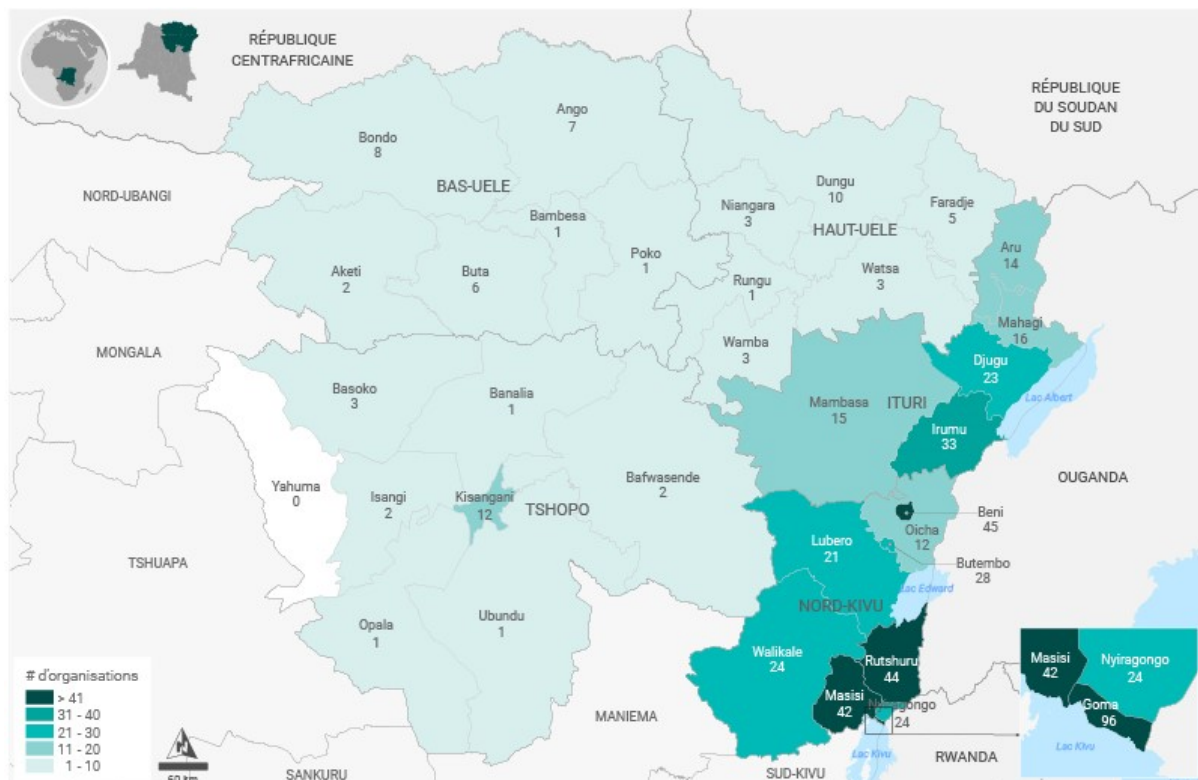 RÉPUBLIQUE
CENTRAFRICAINE
RÉPUBLIQUE
DU SOUDAN
DU SUD
Ango
7
Bondo
8
BAS-UELE
NORD-UBANGI
Dungu
10
Niangara
3
Faradje
5
HAUT-UELE
Bambesa
1
Poko
1
Aru
14
Aketi
2
Buta
6
Rungu
1
Watsa
3
Mahagi
16
MONGALA
Wamba
3
Djugu
23
Basoko
3
Banalia
1
Mambasa
15
ITURI
Lac Albert
Irumu
33
Yahuma
0
Isangi
2
Kisangani
12
TSHOPO
Bafwasende
2
OUGANDA
Beni
45
Oicha
12
Lubero
21
TSHUAPA
Butembo
28
Lac Edward
NORD-KIVU
Opala
1
Ubundu
1
Walikale
24
Rutshuru
44
Masisi
42
Nyiragongo
24
MANIEMA
Lac Kivu
RWANDA
SUD-KIVU
SANKURU
Masisi
42
Nyiragongo
24
Goma
96
Lac Kivu
# d'organisations
> 41
31 - 40
21 - 30
11 - 20
1 - 10
N
60 km